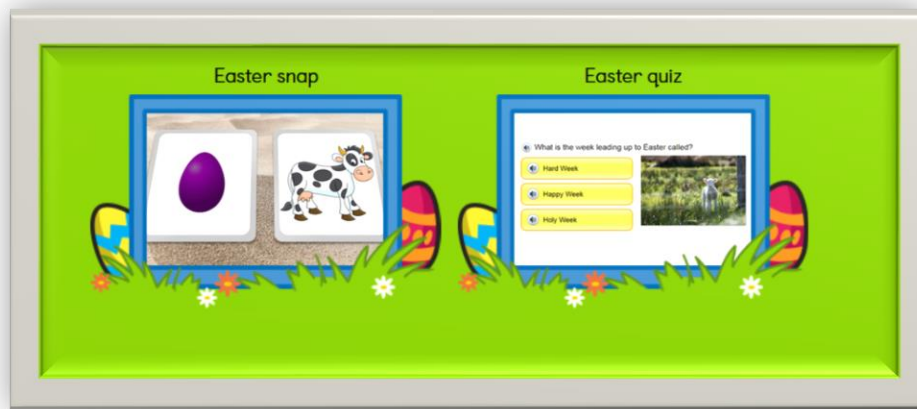 Easter snap
Easter quiz
What is the week leading up to Easter called?
Hard Week
Happy Week
Holy Week